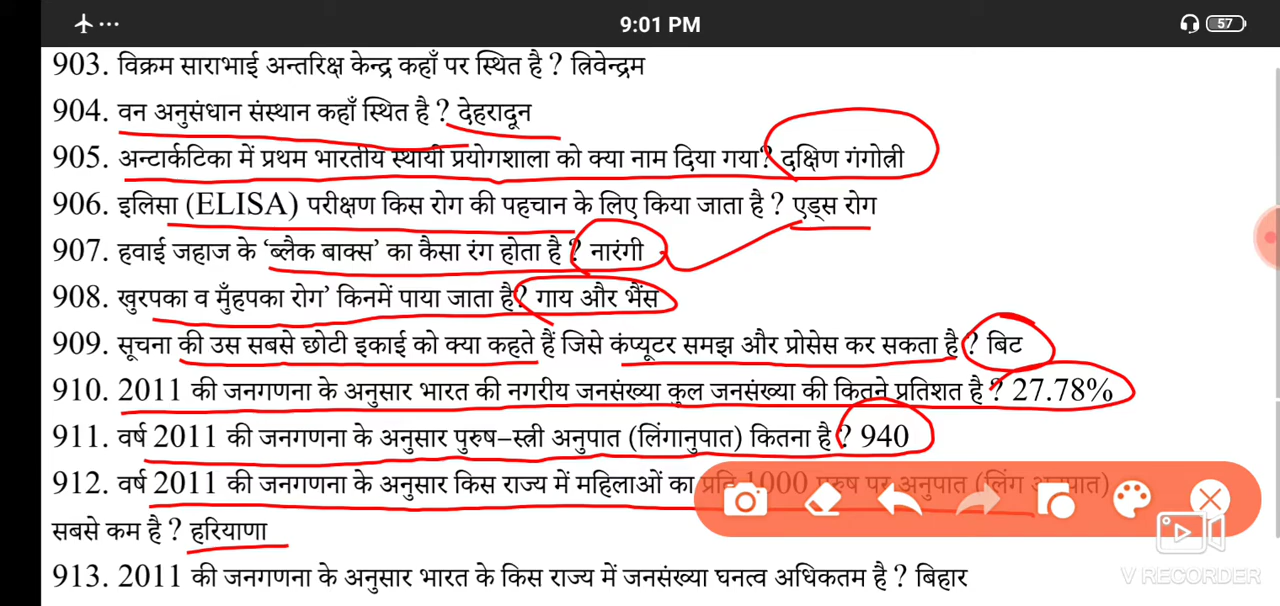 9:01 PM
57
903. विक्रम साराभाई अन्तरिक्ष केन्द्र कहाँ पर स्थित है ? त्रिवेन्द्रम
904. वन अनुसंधान संस्थान कहाँ स्थित है ? देहरादून
905. अन्टार्कटिका में प्रथम भारतीय स्थायी प्रयोगशाला को क्या नाम दिया गया? दक्षिण गंगोत्री
906. इलिसा (ELISA) परीक्षण किस रोग की पहचान के लिए किया जाता है ? एड्स रोग
907. हवाई जहाज के ‘ब्लैक बाक्स’ का कैसा रंग होता है ? नारंगी
908. खुरपका व मुँहपका रोग’ किनमें पाया जाता है? गाय और भैंस
909. सूचना की उस सबसे छोटी इकाई को क्या कहते हैं जिसे कंप्यूटर समझ और प्रोसेस कर सकता है ? बिट
910. 2011 की जनगणना के अनुसार भारत की नगरीय जनसंख्या कुल जनसंख्या की कितने प्रतिशत है ? 27.78%
911. वर्ष 2011 की जनगणना के अनुसार पुरुष–स्त्री अनुपात (लिंगानुपात) कितना है ? 940
912. वर्ष 2011 की जनगणना के अनुसार किस राज्य में महिलाओं का प्रति 1000 पुरुष पर अनुपात (लिंग अनुपात)
सबसे कम है ? हरियाणा
V RECORDER
913. 2011 की जनगणना के अनुसार भारत के किस राज्य में जनसंख्या घनत्व अधिकतम है ? बिहार